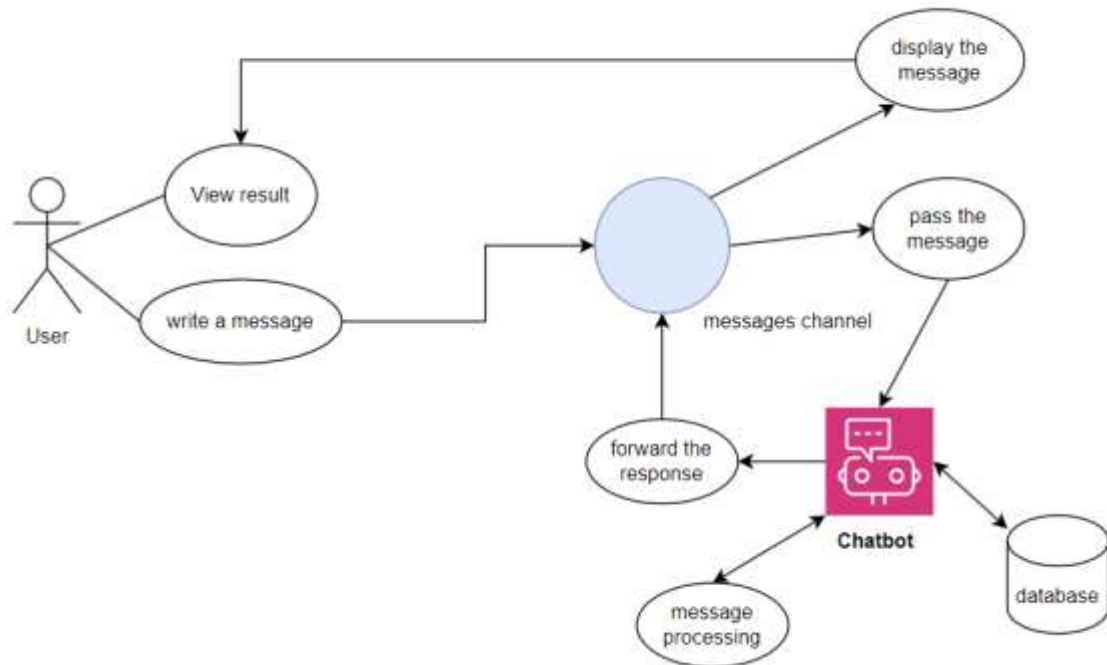 display the
message
View result
pass the
message
User
write a message
messages channel
forward the
response
Chatbot
database
message
processing